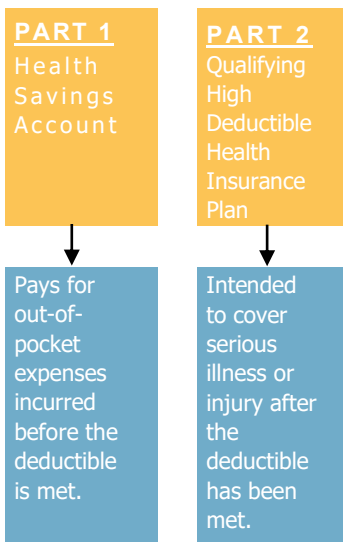 PART 1
Health
Savings
Account
PART 2
Qualifying
High
Deductible
Health
Insurance
Plan
Pays for
out-of-
pocket
expenses
incurred
before the
deductible
is met.
Intended
to cover
serious
illness or
injury after
the
deductible
has been
met.